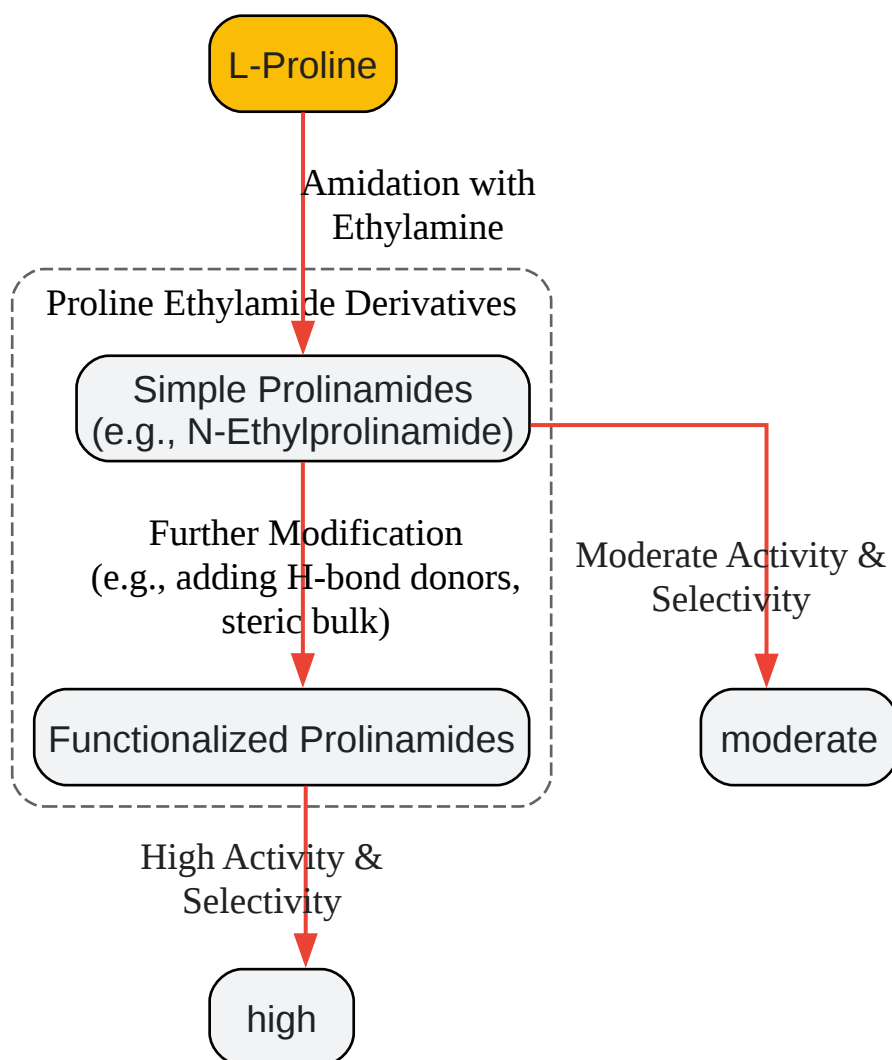 L-Proline
Amidation with
Ethylamine
Proline Ethylamide Derivatives
Simple Prolinamides
(e.g., N-Ethylprolinamide)
Further Modification
(e.g., adding H-bond donors,
steric bulk)
Moderate Activity &
Selectivity
Functionalized Prolinamides
moderate
High Activity &
Selectivity
high